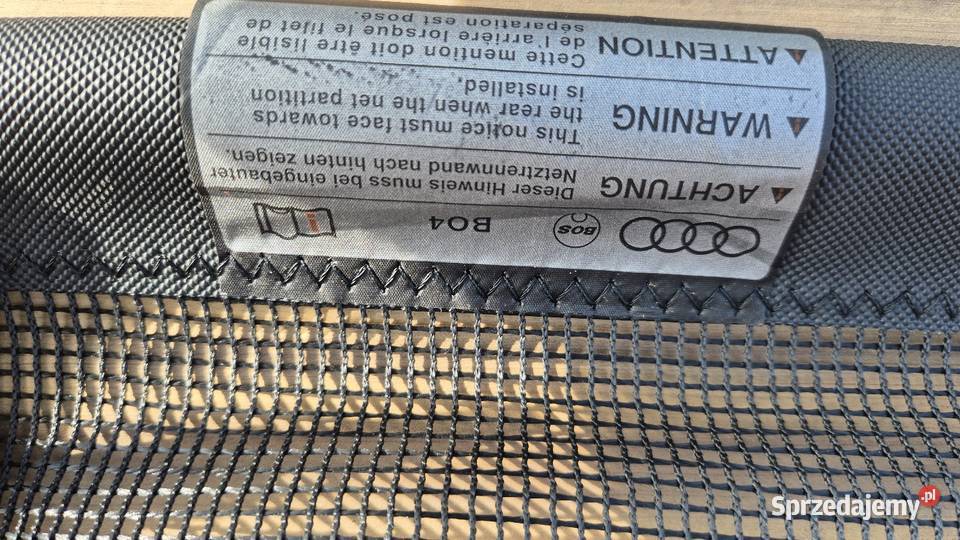 BOS
BO4
ACHTUNG
Dieser Hinweis muss bei eingebauter
Netztrennwand nach hinten zeigen.
WARNING
This notice must face towards
the rear when the net partition
is installed.
ATTENTION
Cette mention doit être lisible
de l'arrière lorsque le filet de
séparation est posé.
Sprzedajemy.pl